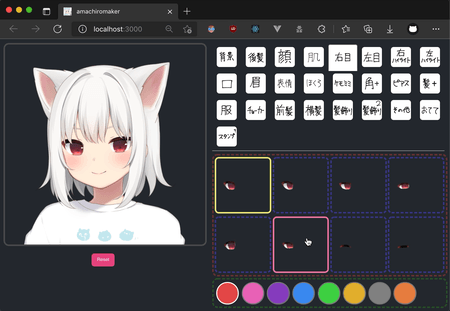 amachiromaker
localhost:3000
背景 後髪 顔 肌 右目 左目 右ハイライト 左ハイライト
口 眉 表情 ほくろ ケモミミ 角+ ピアス 髪+
服 チョーカー 前髪 横髪 髪飾り 髪飾り2 その他 おてて
スタンプ
Reset